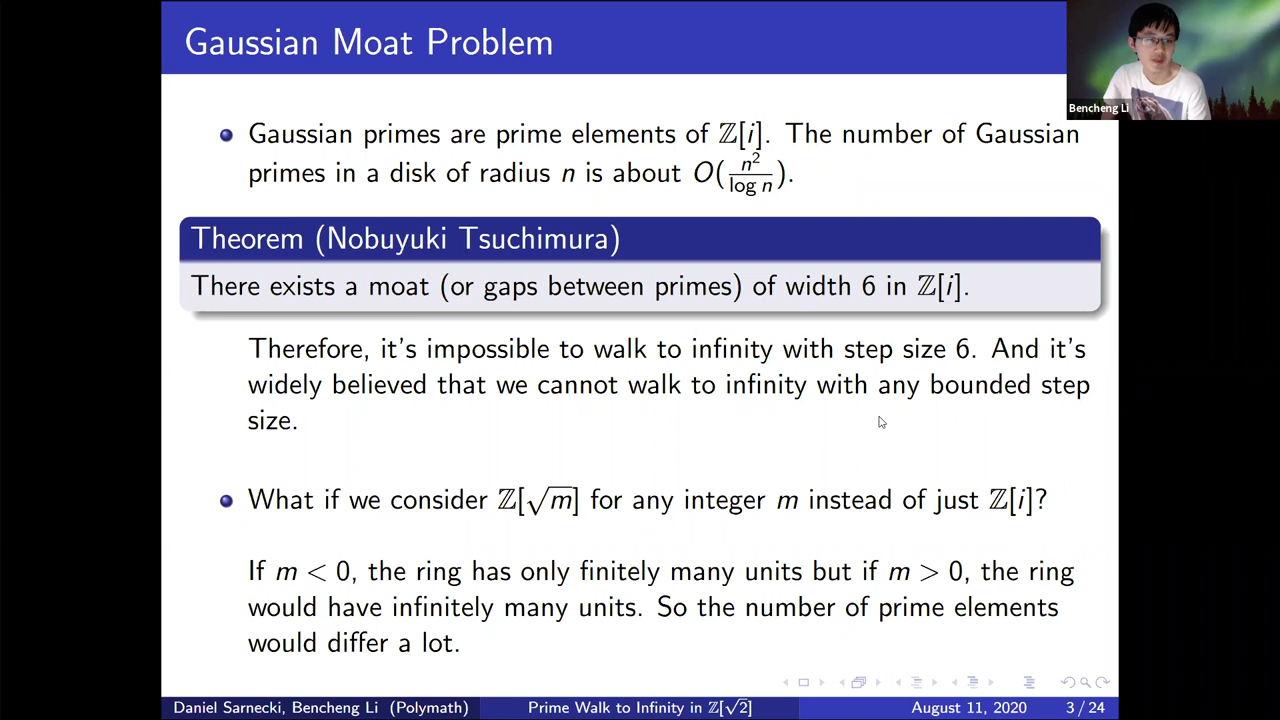 Gaussian Moat Problem
Bencheng Li
Gaussian primes are prime elements of ℤ[i]. The number of Gaussian
primes in a disk of radius n is about O(n²/log n).
Theorem (Nobuyuki Tsuchimura)
There exists a moat (or gaps between primes) of width 6 in ℤ[i].
Therefore, it's impossible to walk to infinity with step size 6. And it's
widely believed that we cannot walk to infinity with any bounded step
size.
What if we consider ℤ[√m] for any integer m instead of just ℤ[i]?
If m < 0, the ring has only finitely many units but if m > 0, the ring
would have infinitely many units. So the number of prime elements
would differ a lot.
Daniel Sarnecki, Bencheng Li (Polymath) Prime Walk to Infinity in ℤ[√2] August 11, 2020 3 / 24